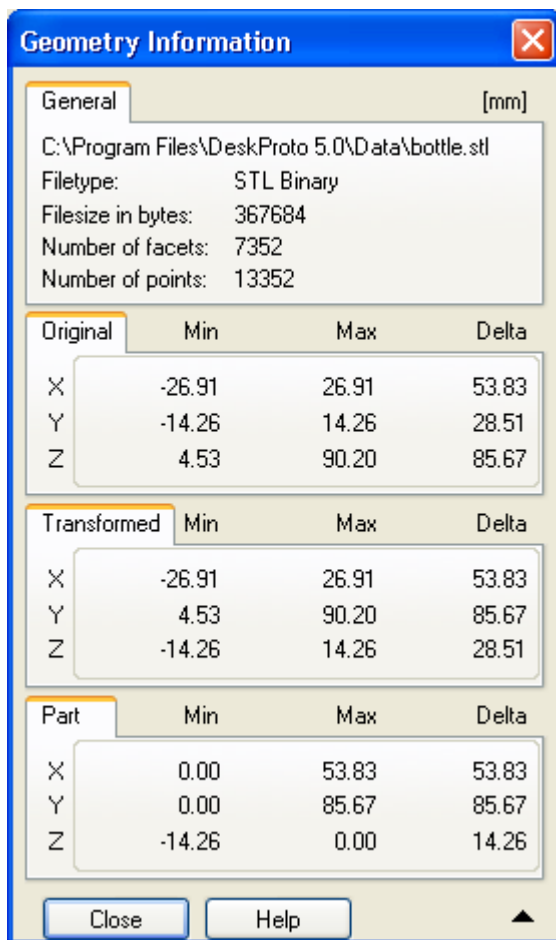 Geometry Information
General [mm]
C:\Program Files\DeskProto 5.0\Data\bottle.stl
Filetype: STL Binary
Filesize in bytes: 367684
Number of facets: 7352
Number of points: 13352
Original Min Max Delta
X -26.91 26.91 53.83
Y -14.26 14.26 28.51
Z 4.53 90.20 85.67
Transformed Min Max Delta
X -26.91 26.91 53.83
Y 4.53 90.20 85.67
Z -14.26 14.26 28.51
Part Min Max Delta
X 0.00 53.83 53.83
Y 0.00 85.67 85.67
Z -14.26 0.00 14.26
Close Help